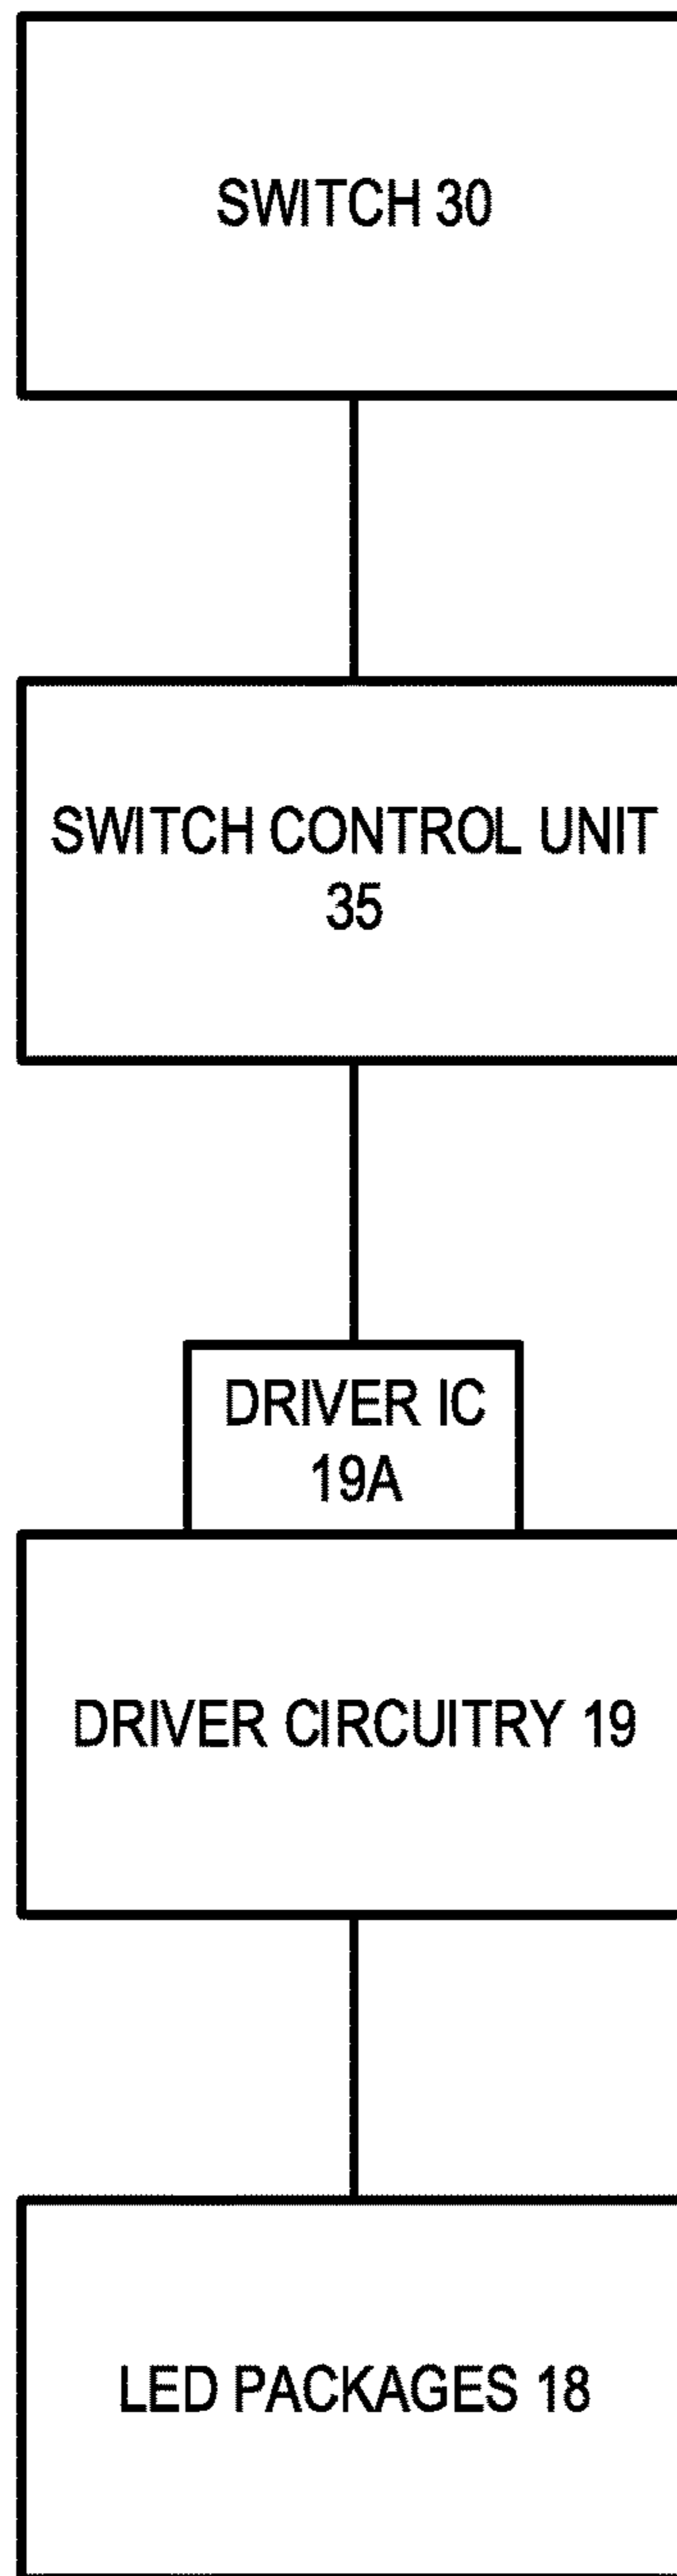 SWITCH 30
SWITCH CONTROL UNIT
35
DRIVER IC
19A
DRIVER CIRCUITRY 19
LED PACKAGES 18